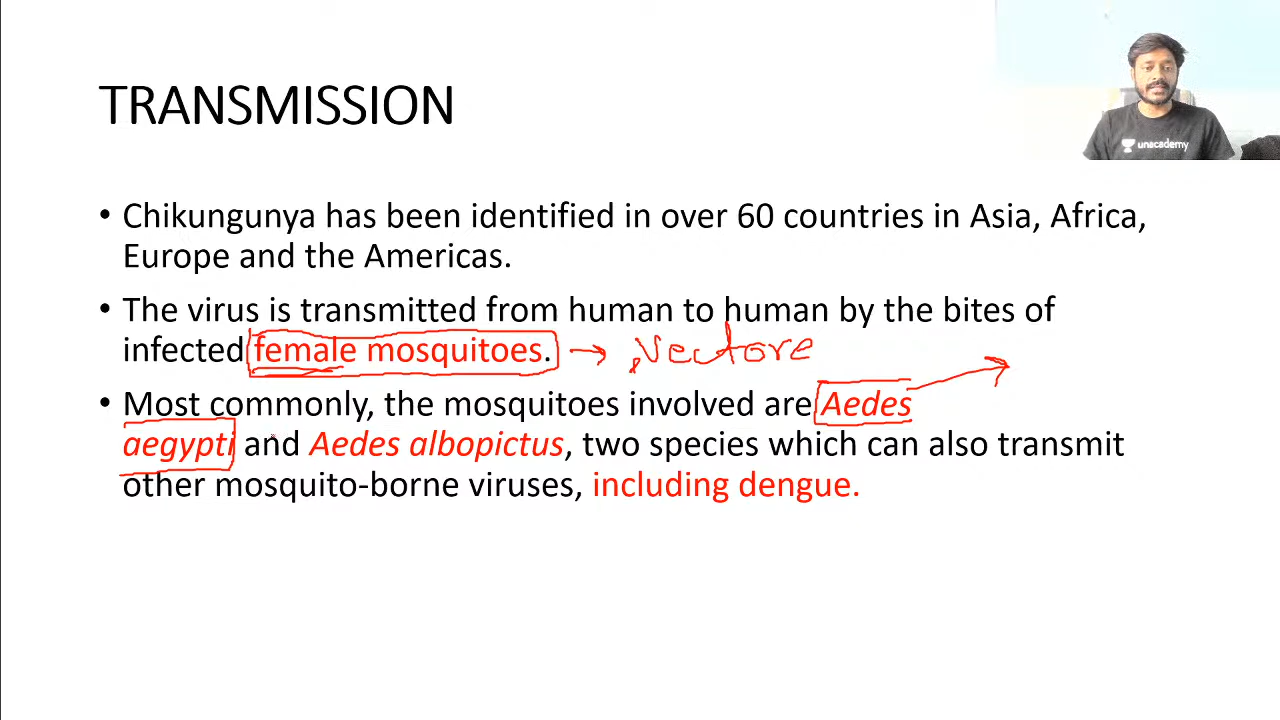 TRANSMISSION
unacademy
• Chikungunya has been identified in over 60 countries in Asia, Africa,
Europe and the Americas.
• The virus is transmitted from human to human by the bites of
infected female mosquitoes. → Vectore
• Most commonly, the mosquitoes involved are Aedes
aegypti and Aedes albopictus, two species which can also transmit
other mosquito-borne viruses, including dengue.